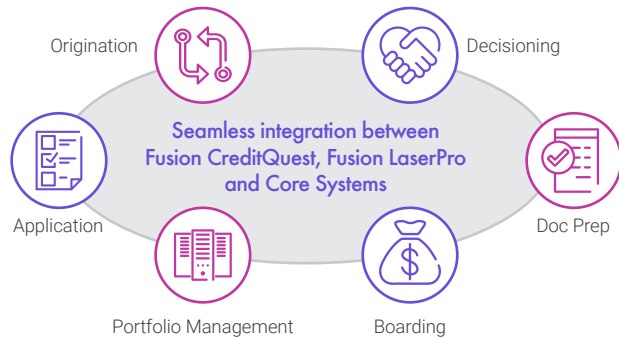 Origination
Decisioning
Seamless integration between
Fusion CreditQuest, Fusion LaserPro
and Core Systems
Application
Doc Prep
Portfolio Management
Boarding
$